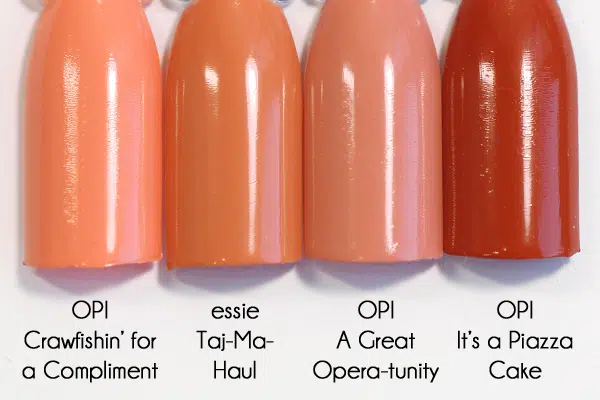 OPI
Crawfishin' for
a Compliment
essie
Taj-Ma-
Haul
OPI
A Great
Opera-tunity
OPI
It's a Piazza
Cake